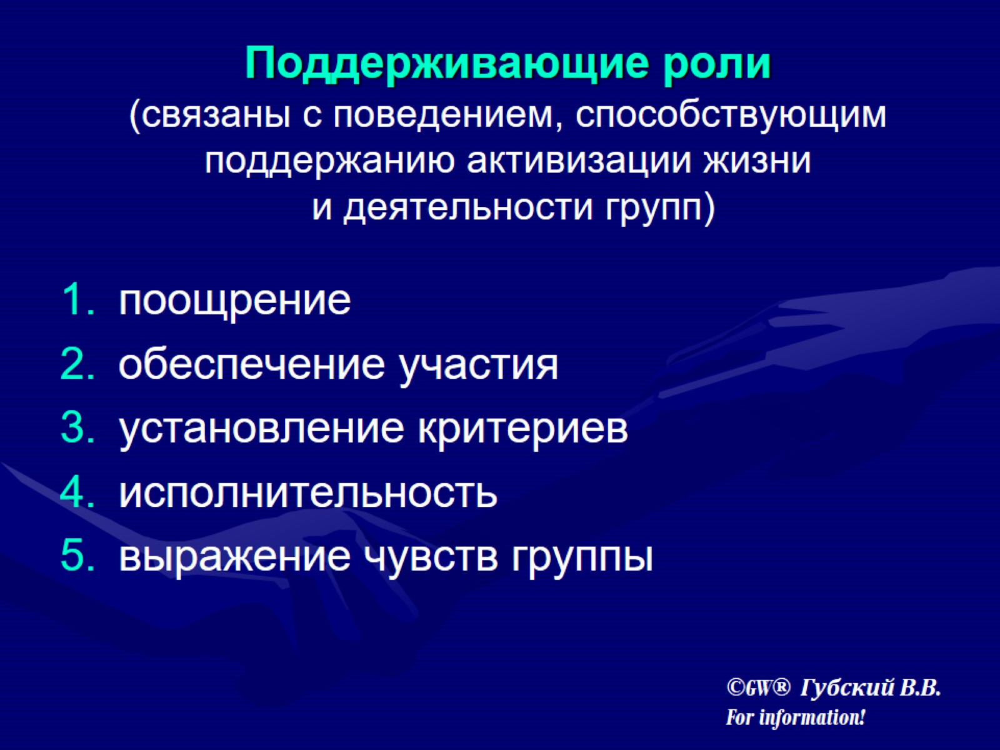 Поддерживающие роли
(связаны с поведением, способствующим
поддержанию активизации жизни
и деятельности групп)
1. поощрение
2. обеспечение участия
3. установление критериев
4. исполнительность
5. выражение чувств группы
©GW® Губский В.В.
For information!